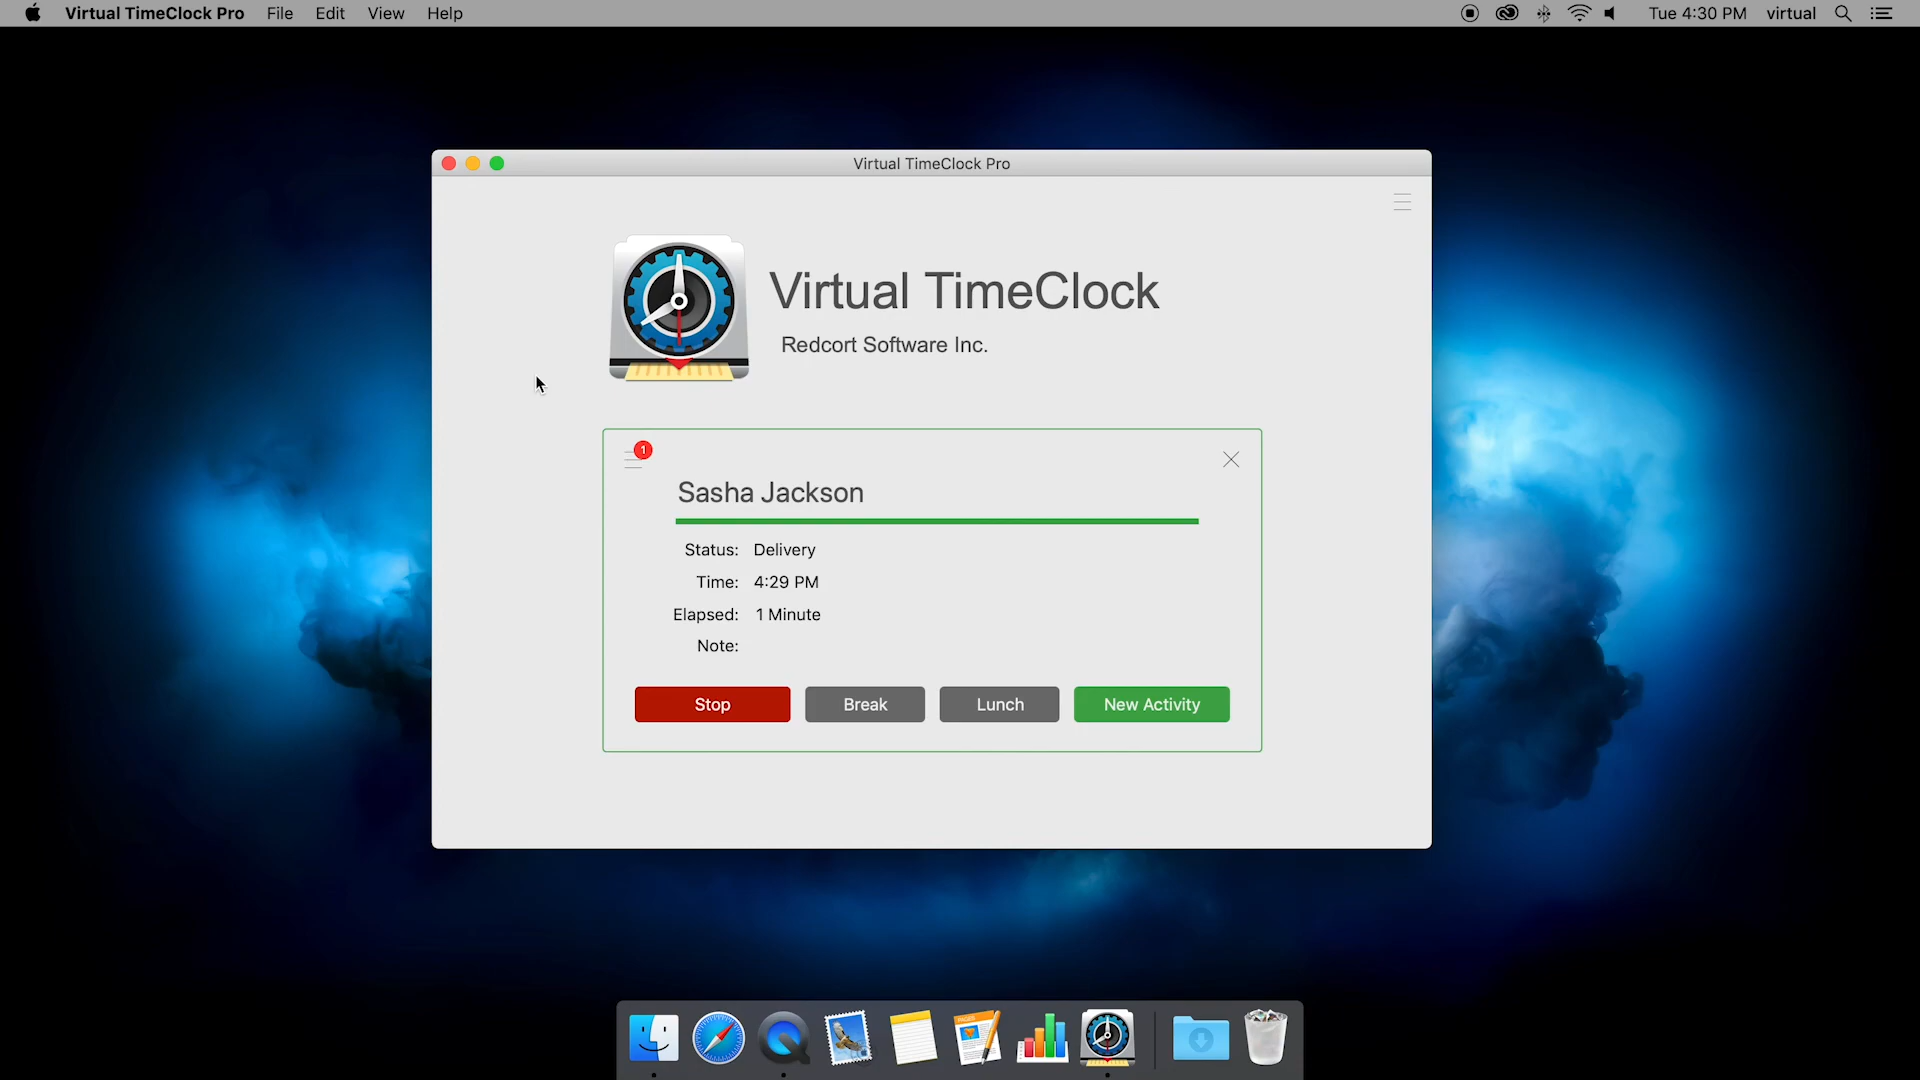 Virtual TimeClock Pro File Edit View Help Tue 4:30 PM virtual
Virtual TimeClock Pro
Virtual TimeClock
Redcort Software Inc.
1
Sasha Jackson
Status: Delivery
Time: 4:29 PM
Elapsed: 1 Minute
Note:
Stop Break Lunch New Activity
PAGES